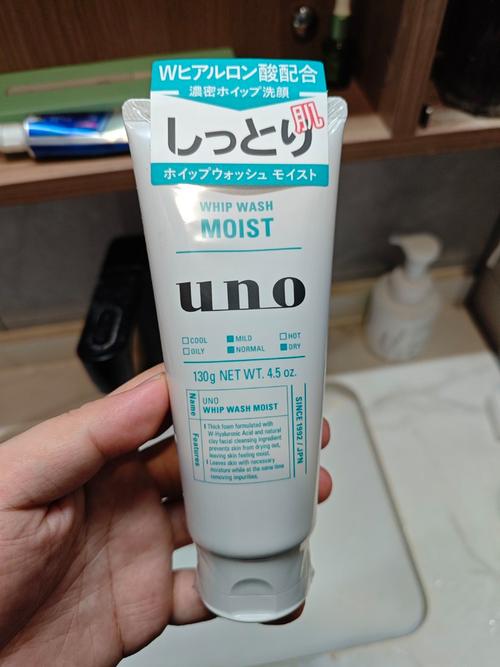 Wヒアルロン酸配合
濃密ホイップ洗顔
しっとり肌
ホイップウォッシュ モイスト
WHIP WASH
MOIST
uno
COOL MILD HOT
OILY NORMAL DRY
130g NET WT. 4.5 oz.
Name
UNO
WHIP WASH MOIST
Features
Thick foam formulated with
W-Hyaluronic Acid and natural
clay facial cleansing ingredient
prevents skin from drying out,
leaving skin feeling moist.
Leaves skin with necessary
moisture while at the same time
removing impurities.
SINCE 1992 / JPN